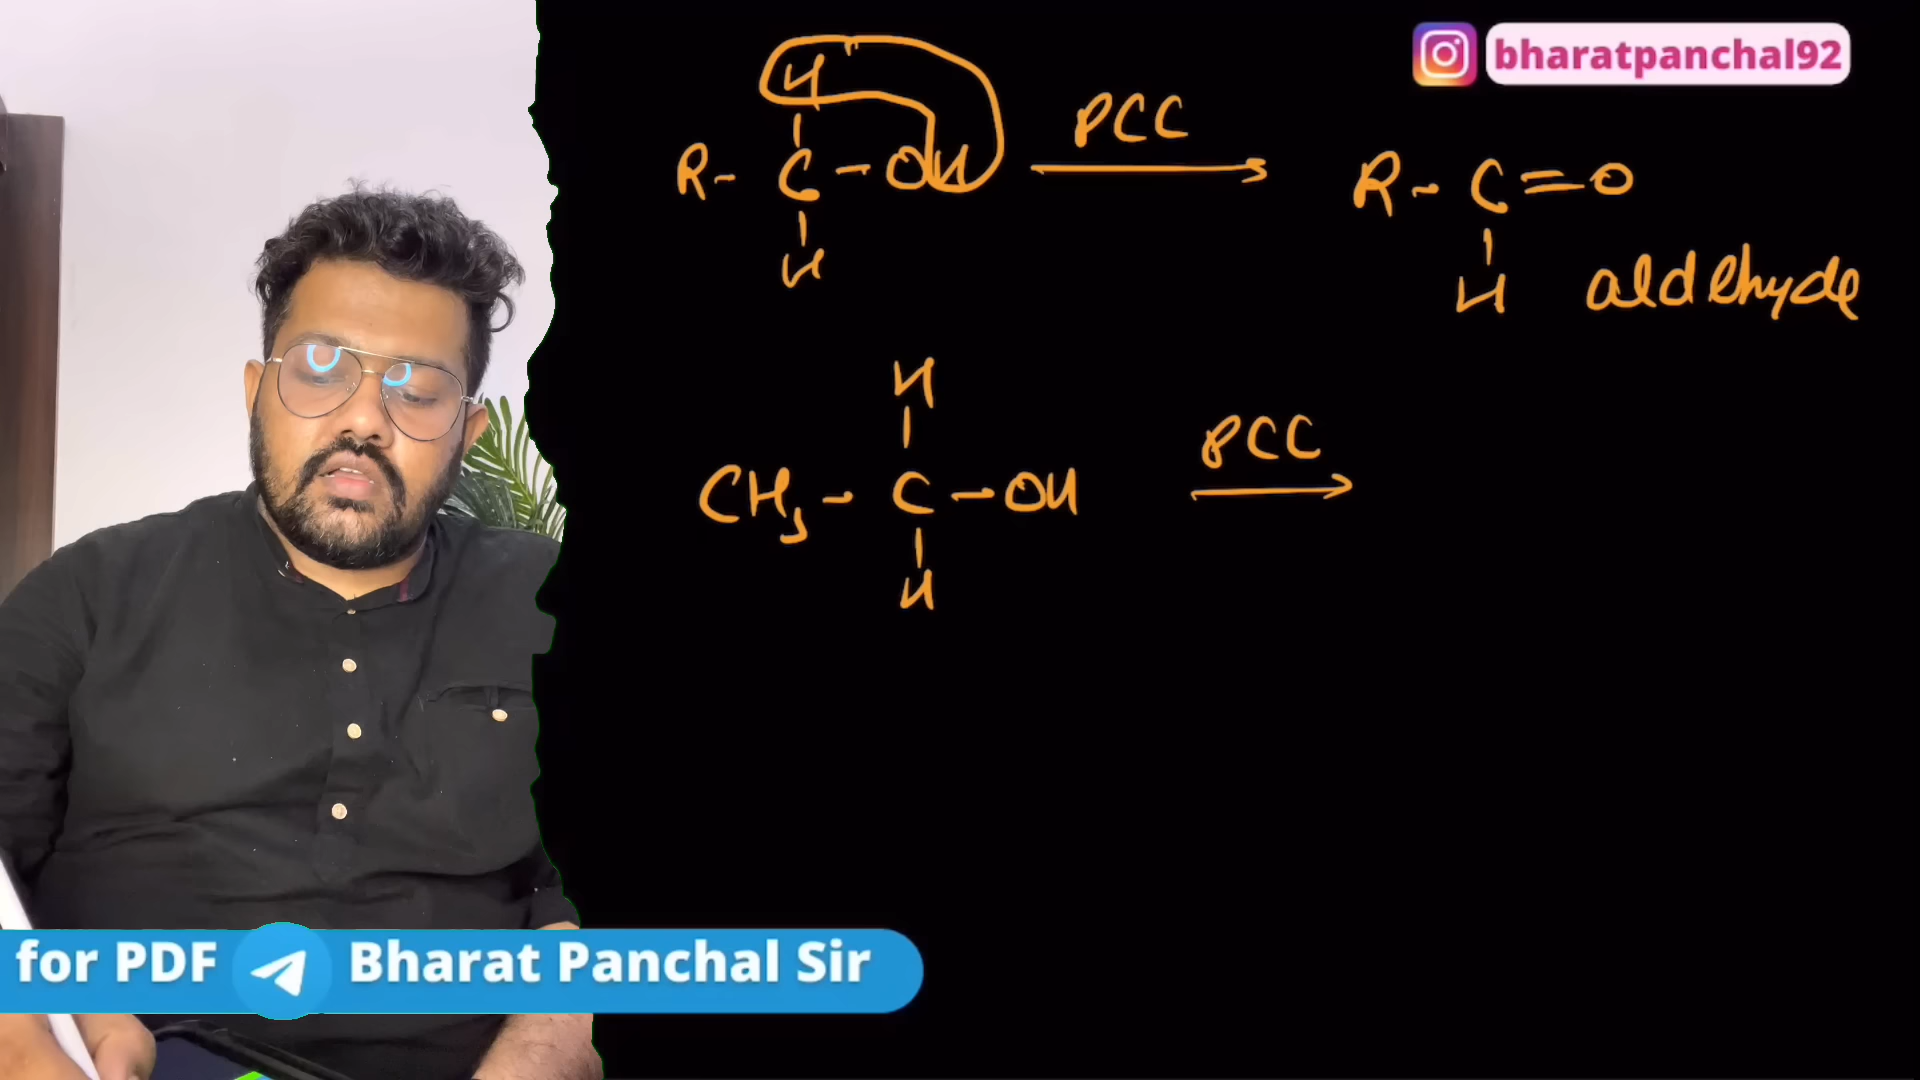 bharatpanchal92
H
R - C - OH PCC R - C = O
H H aldehyde
H
CH3 - C - OH PCC
H
for PDF Bharat Panchal Sir